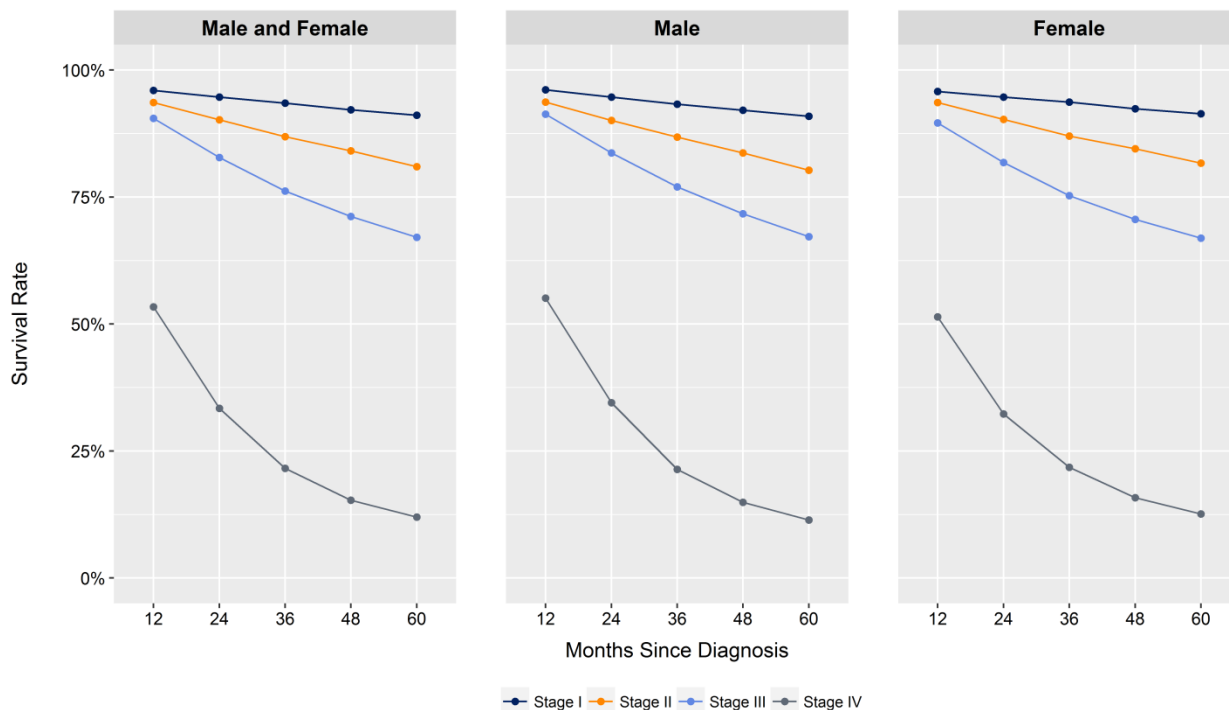 Male and Female Male Female
100%
75%
50%
25%
0%
Survival Rate
12 24 36 48 60 12 24 36 48 60 12 24 36 48 60
Months Since Diagnosis
Stage I Stage II Stage III Stage IV